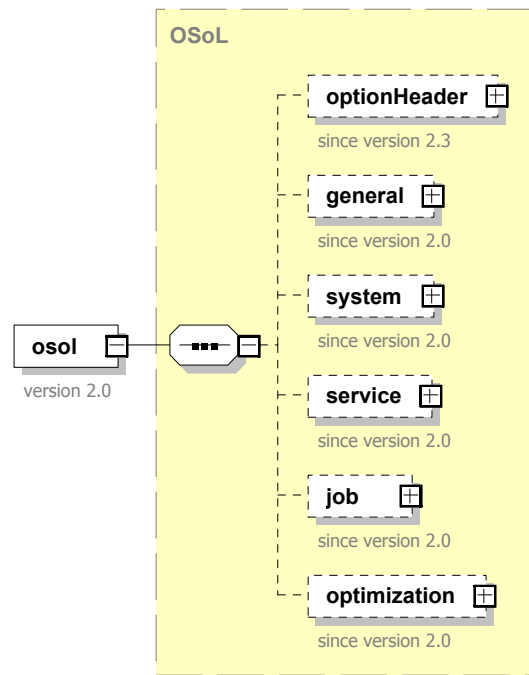 OSoL
optionHeader
since version 2.3
general
since version 2.0
system
since version 2.0
osol
version 2.0
service
since version 2.0
job
since version 2.0
optimization
since version 2.0